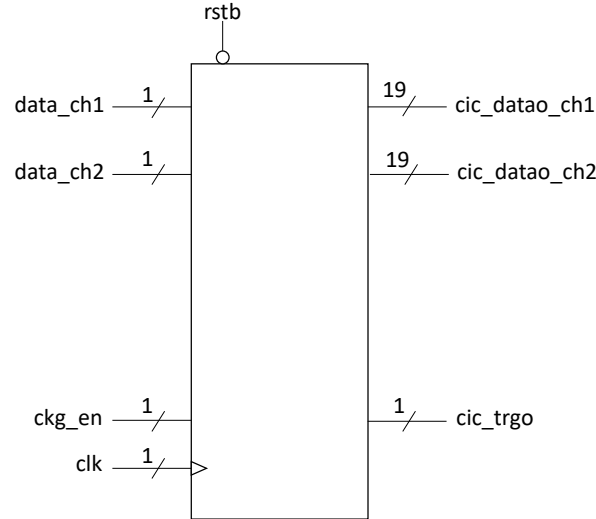 rstb
data_ch1 1 19 cic_datao_ch1
data_ch2 1 19 cic_datao_ch2
ckg_en 1 1 cic_trgo
clk 1